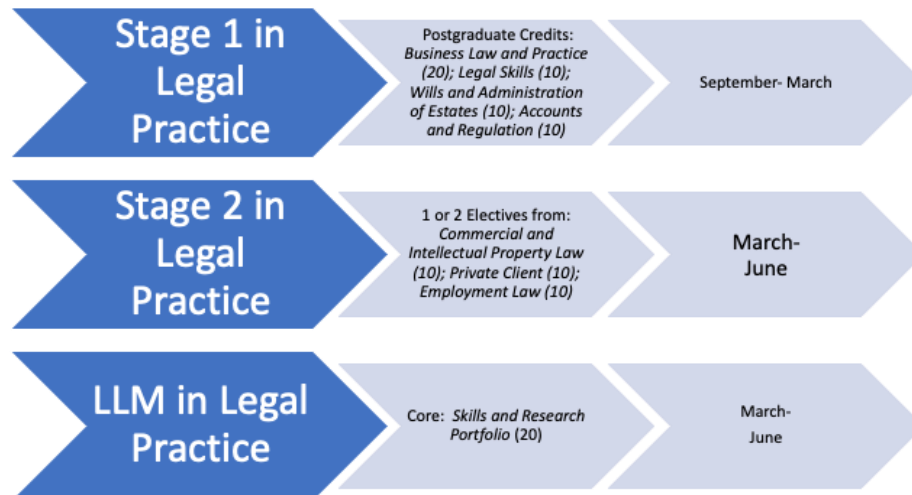 Stage 1 in
Legal
Practice
Postgraduate Credits:
Business Law and Practice
(20); Legal Skills (10);
Wills and Administration
of Estates (10); Accounts
and Regulation (10)
September- March
Stage 2 in
Legal
Practice
1 or 2 Electives from:
Commercial and
Intellectual Property Law
(10); Private Client (10);
Employment Law (10)
March-
June
LLM in Legal
Practice
Core: Skills and Research
Portfolio (20)
March-
June